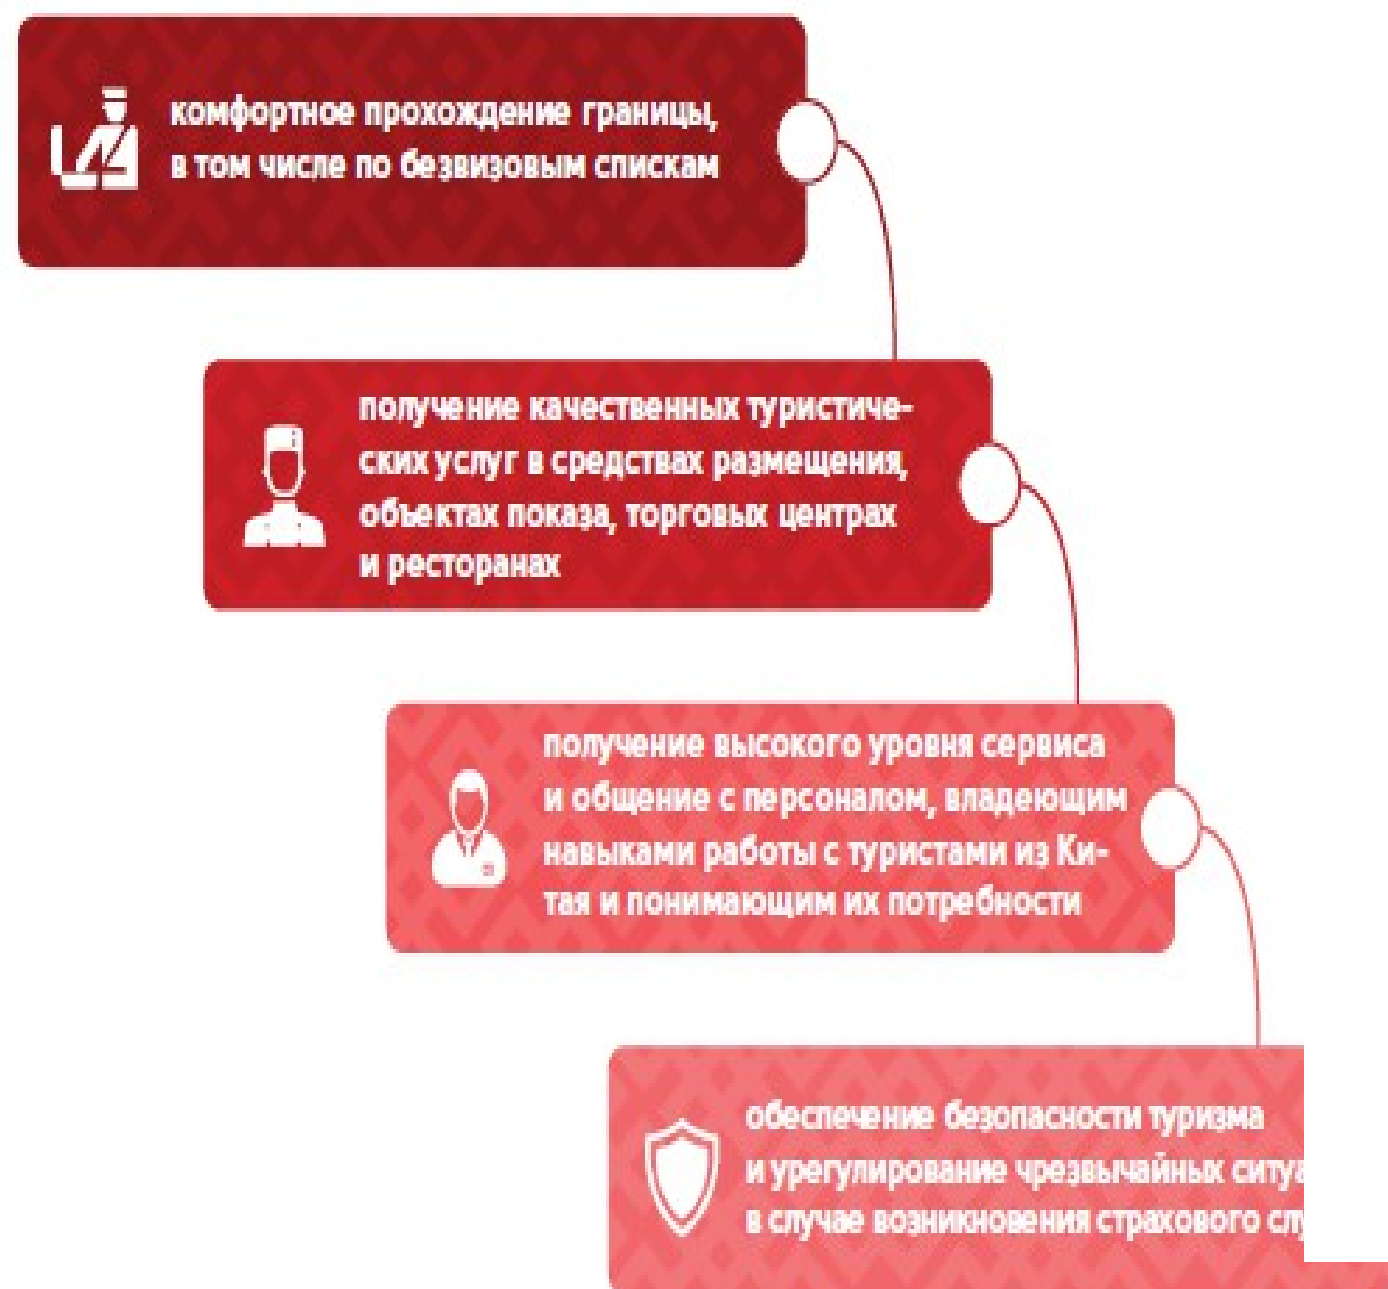 комфортное прохождение границы,
в том числе по безвизовым спискам
получение качественных туристиче-
ских услуг в средствах размещения,
объектах показа, торговых центрах
и ресторанах
получение высокого уровня сервиса
и общение с персоналом, владеющим
навыками работы с туристами из Ки-
тая и понимающим их потребности
обеспечение безопасности туризма
и урегулирование чрезвычайных
в случае возникновения страхового